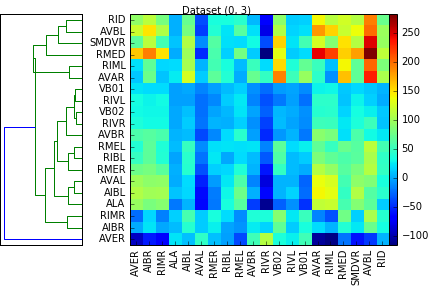 Dataset (0, 3)
RID
AVBL
SMDVR
RMED
RIML
AVAR
VB01
RIVL
VB02
RIVR
AVBR
RMEL
RIBL
RMER
AVAL
AIBL
ALA
RIMR
AIBR
AVER
250
200
150
100
50
0
−50
−100
AVER
AIBR
RIMR
ALA
AIBL
AVAL
RMER
RIBL
RMEL
AVBR
RIVR
VB02
RIVL
VB01
AVAR
RIML
RMED
SMDVR
AVBL
RID